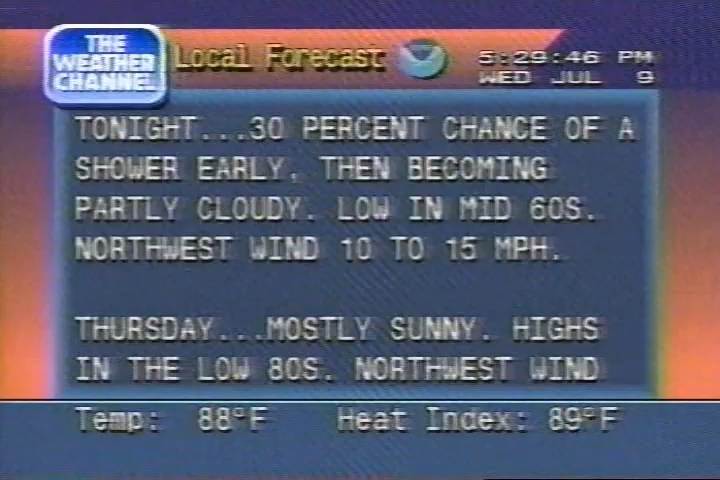 THE
WEATHER
CHANNEL
Local Forecast
5:29:46 PM
WED JUL 9
TONIGHT...30 PERCENT CHANCE OF A
SHOWER EARLY. THEN BECOMING
PARTLY CLOUDY. LOW IN MID 60S.
NORTHWEST WIND 10 TO 15 MPH.
THURSDAY...MOSTLY SUNNY. HIGHS
IN THE LOW 80S. NORTHWEST WIND
Temp: 88°F Heat Index: 89°F